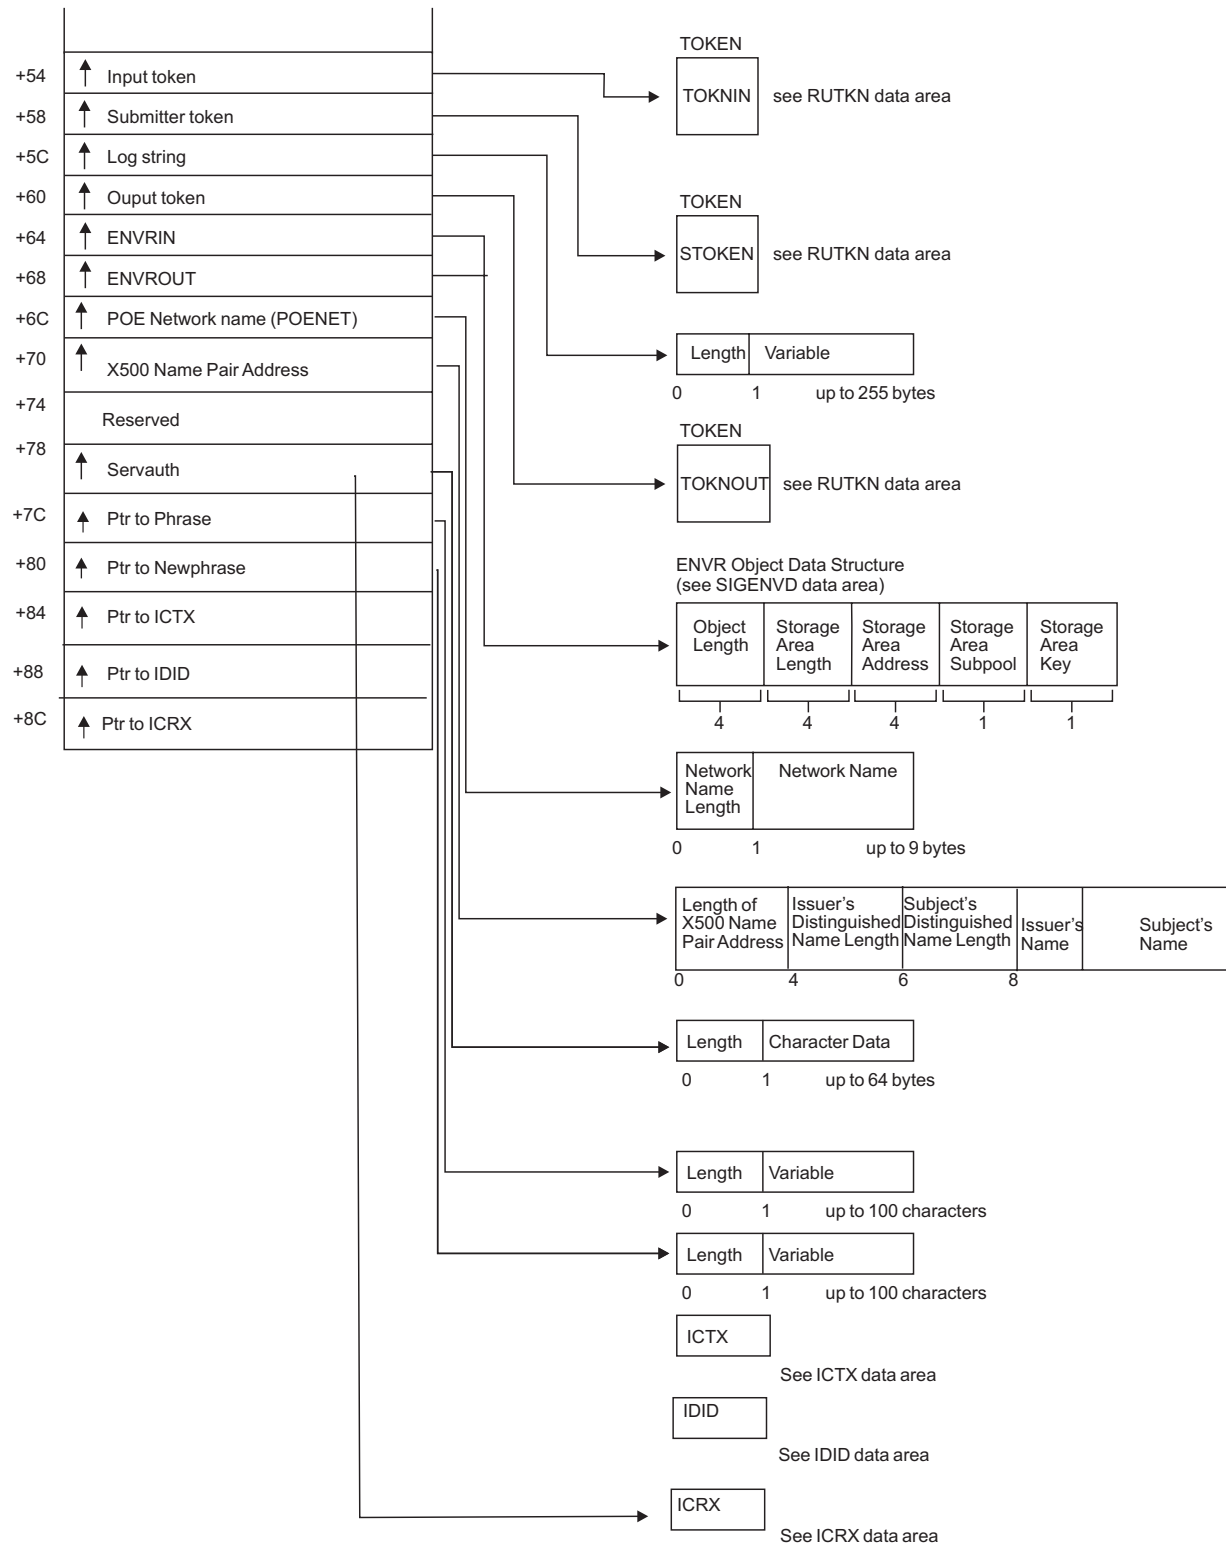 +54 Input token
+58 Submitter token
+5C Log string
+60 Ouput token
+64 ENVRIN
+68 ENVROUT
+6C POE Network name (POENET)
+70 X500 Name Pair Address
+74 Reserved
+78 Servauth
+7C Ptr to Phrase
+80 Ptr to Newphrase
+84 Ptr to ICTX
+88 Ptr to IDID
+8C Ptr to ICRX
TOKEN
TOKNIN see RUTKN data area
TOKEN
STOKEN see RUTKN data area
Length Variable
0 1 up to 255 bytes
TOKEN
TOKNOUT see RUTKN data area
ENVR Object Data Structure
(see SIGENVD data area)
Object Length
Storage Area Length
Storage Area Address
Storage Area Subpool
Storage Area Key
4 4 4 1 1
Network Name Length
Network Name
0 1 up to 9 bytes
Length of X500 Name Pair Address
Issuer's Distinguished Name Length
Subject's Distinguished Name Length
Issuer's Name
Subject's Name
0 4 6 8
Length Character Data
0 1 up to 64 bytes
Length Variable
0 1 up to 100 characters
Length Variable
0 1 up to 100 characters
ICTX
See ICTX data area
IDID
See IDID data area
ICRX
See ICRX data area